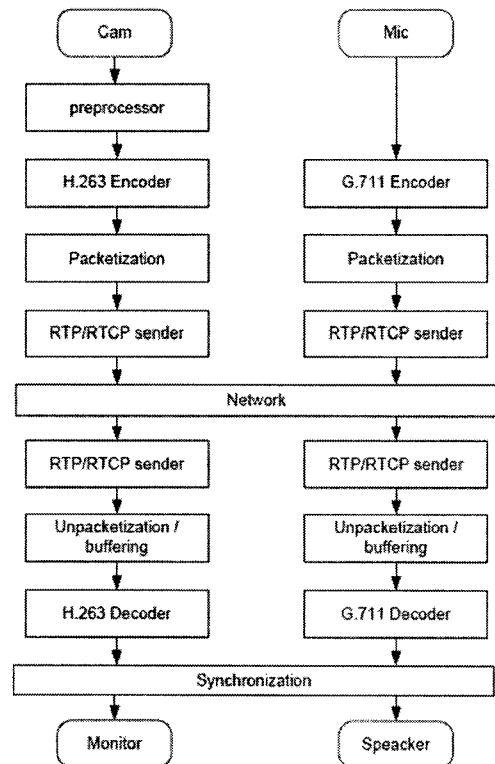 Cam
Mic
preprocessor
H.263 Encoder
G.711 Encoder
Packetization
Packetization
RTP/RTCP sender
RTP/RTCP sender
Network
RTP/RTCP sender
RTP/RTCP sender
Unpacketization /
buffering
Unpacketization /
buffering
H.263 Decoder
G.711 Decoder
Synchronization
Monitor
Speacker